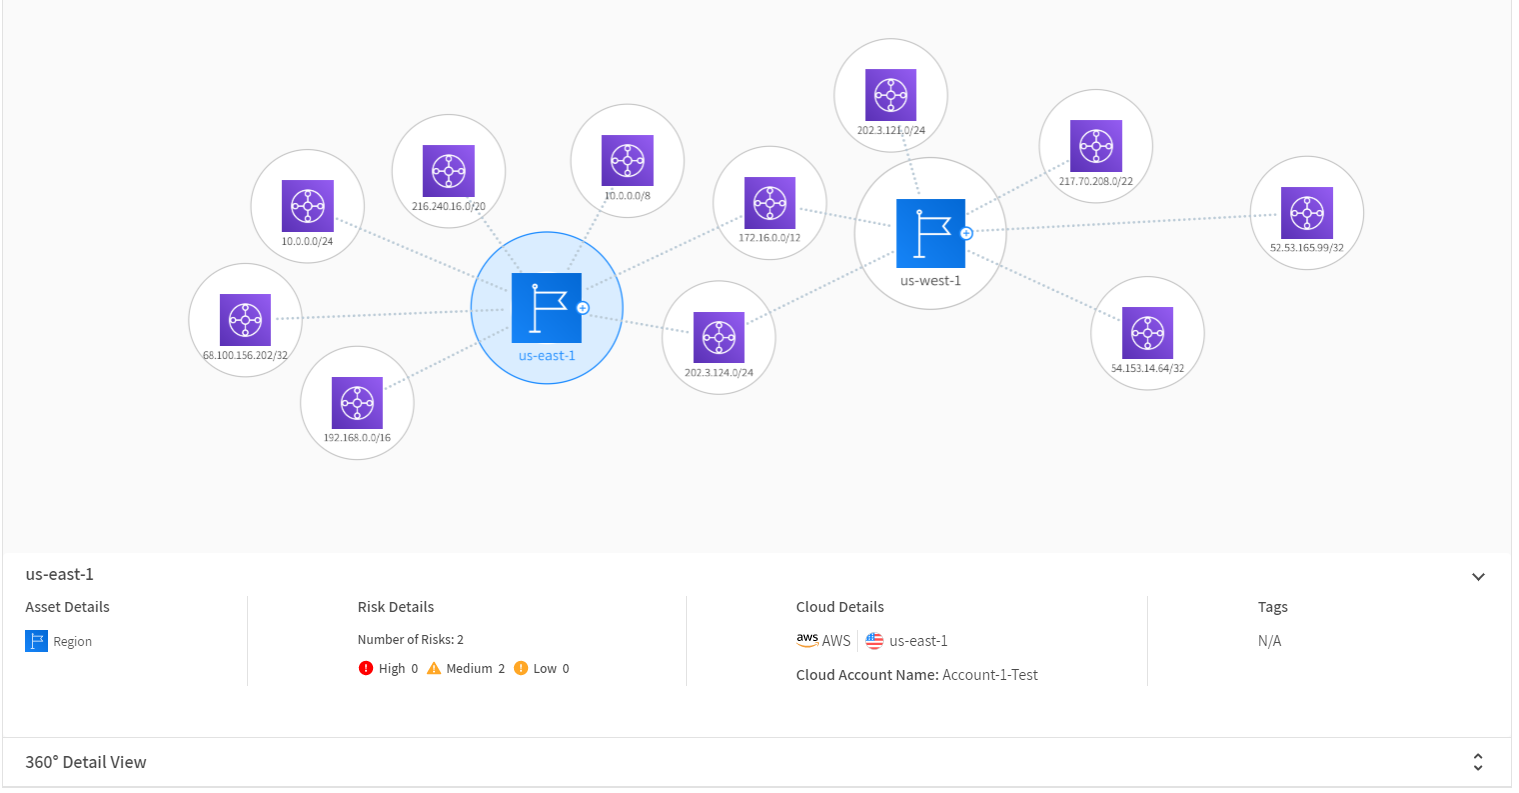 202.3.121.0/24
217.70.208.0/22
216.240.16.0/20
10.0.0.0/8
10.0.0.0/24
172.16.0.0/12
52.53.165.99/32
us-west-1
68.100.156.202/32
us-east-1
202.3.124.0/24
54.153.14.64/32
192.168.0.0/16
us-east-1
Asset Details
Region
Risk Details
Number of Risks: 2
High 0 Medium 2 Low 0
Cloud Details
aws AWS us-east-1
Cloud Account Name: Account-1-Test
Tags
N/A
360° Detail View